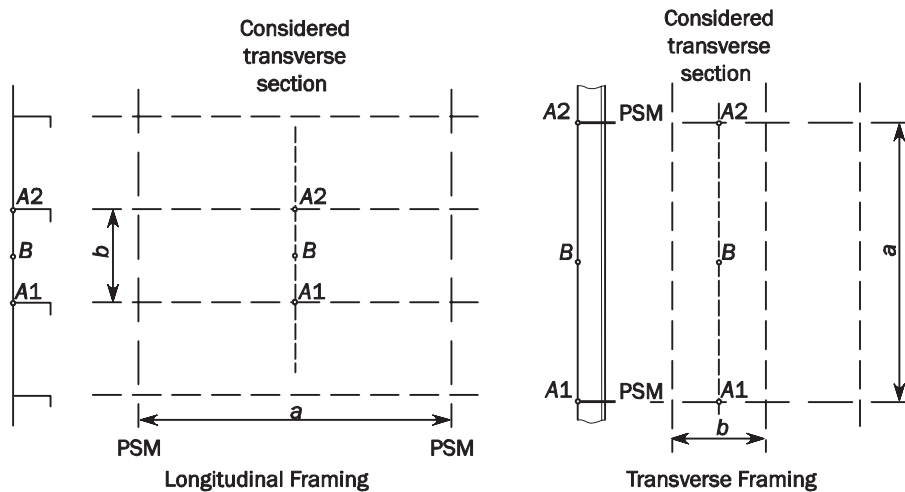 Considered
transverse
section
A2
B
A1
b
A2
B
A1
a
PSM
PSM
Longitudinal Framing
Considered
transverse
section
A2
PSM
A2
B
B
a
A1
PSM
A1
b
Transverse Framing